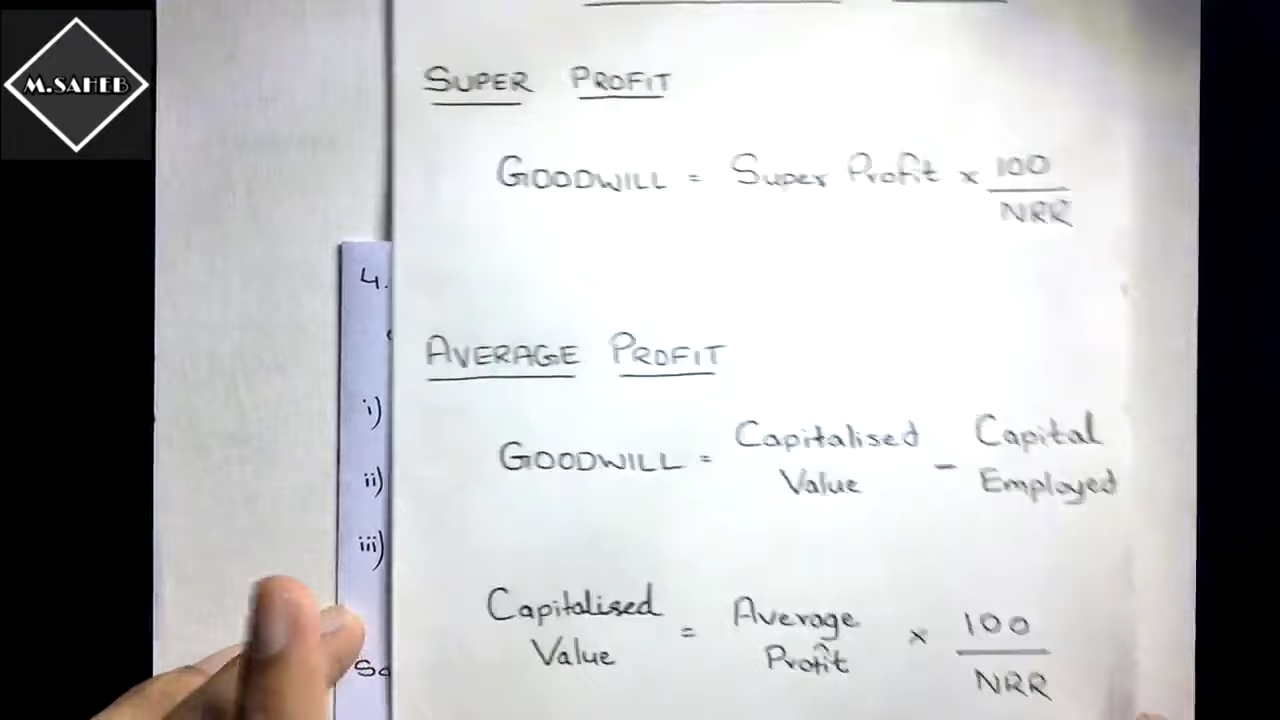 M.SAHEB
SUPER PROFIT
GOODWILL = Super Profit x 100
NRR
4.
i)
AVERAGE PROFIT
GOODWILL = Capitalised Value - Capital Employed
ii)
iii)
Capitalised Value = Average Profit x 100
NRR